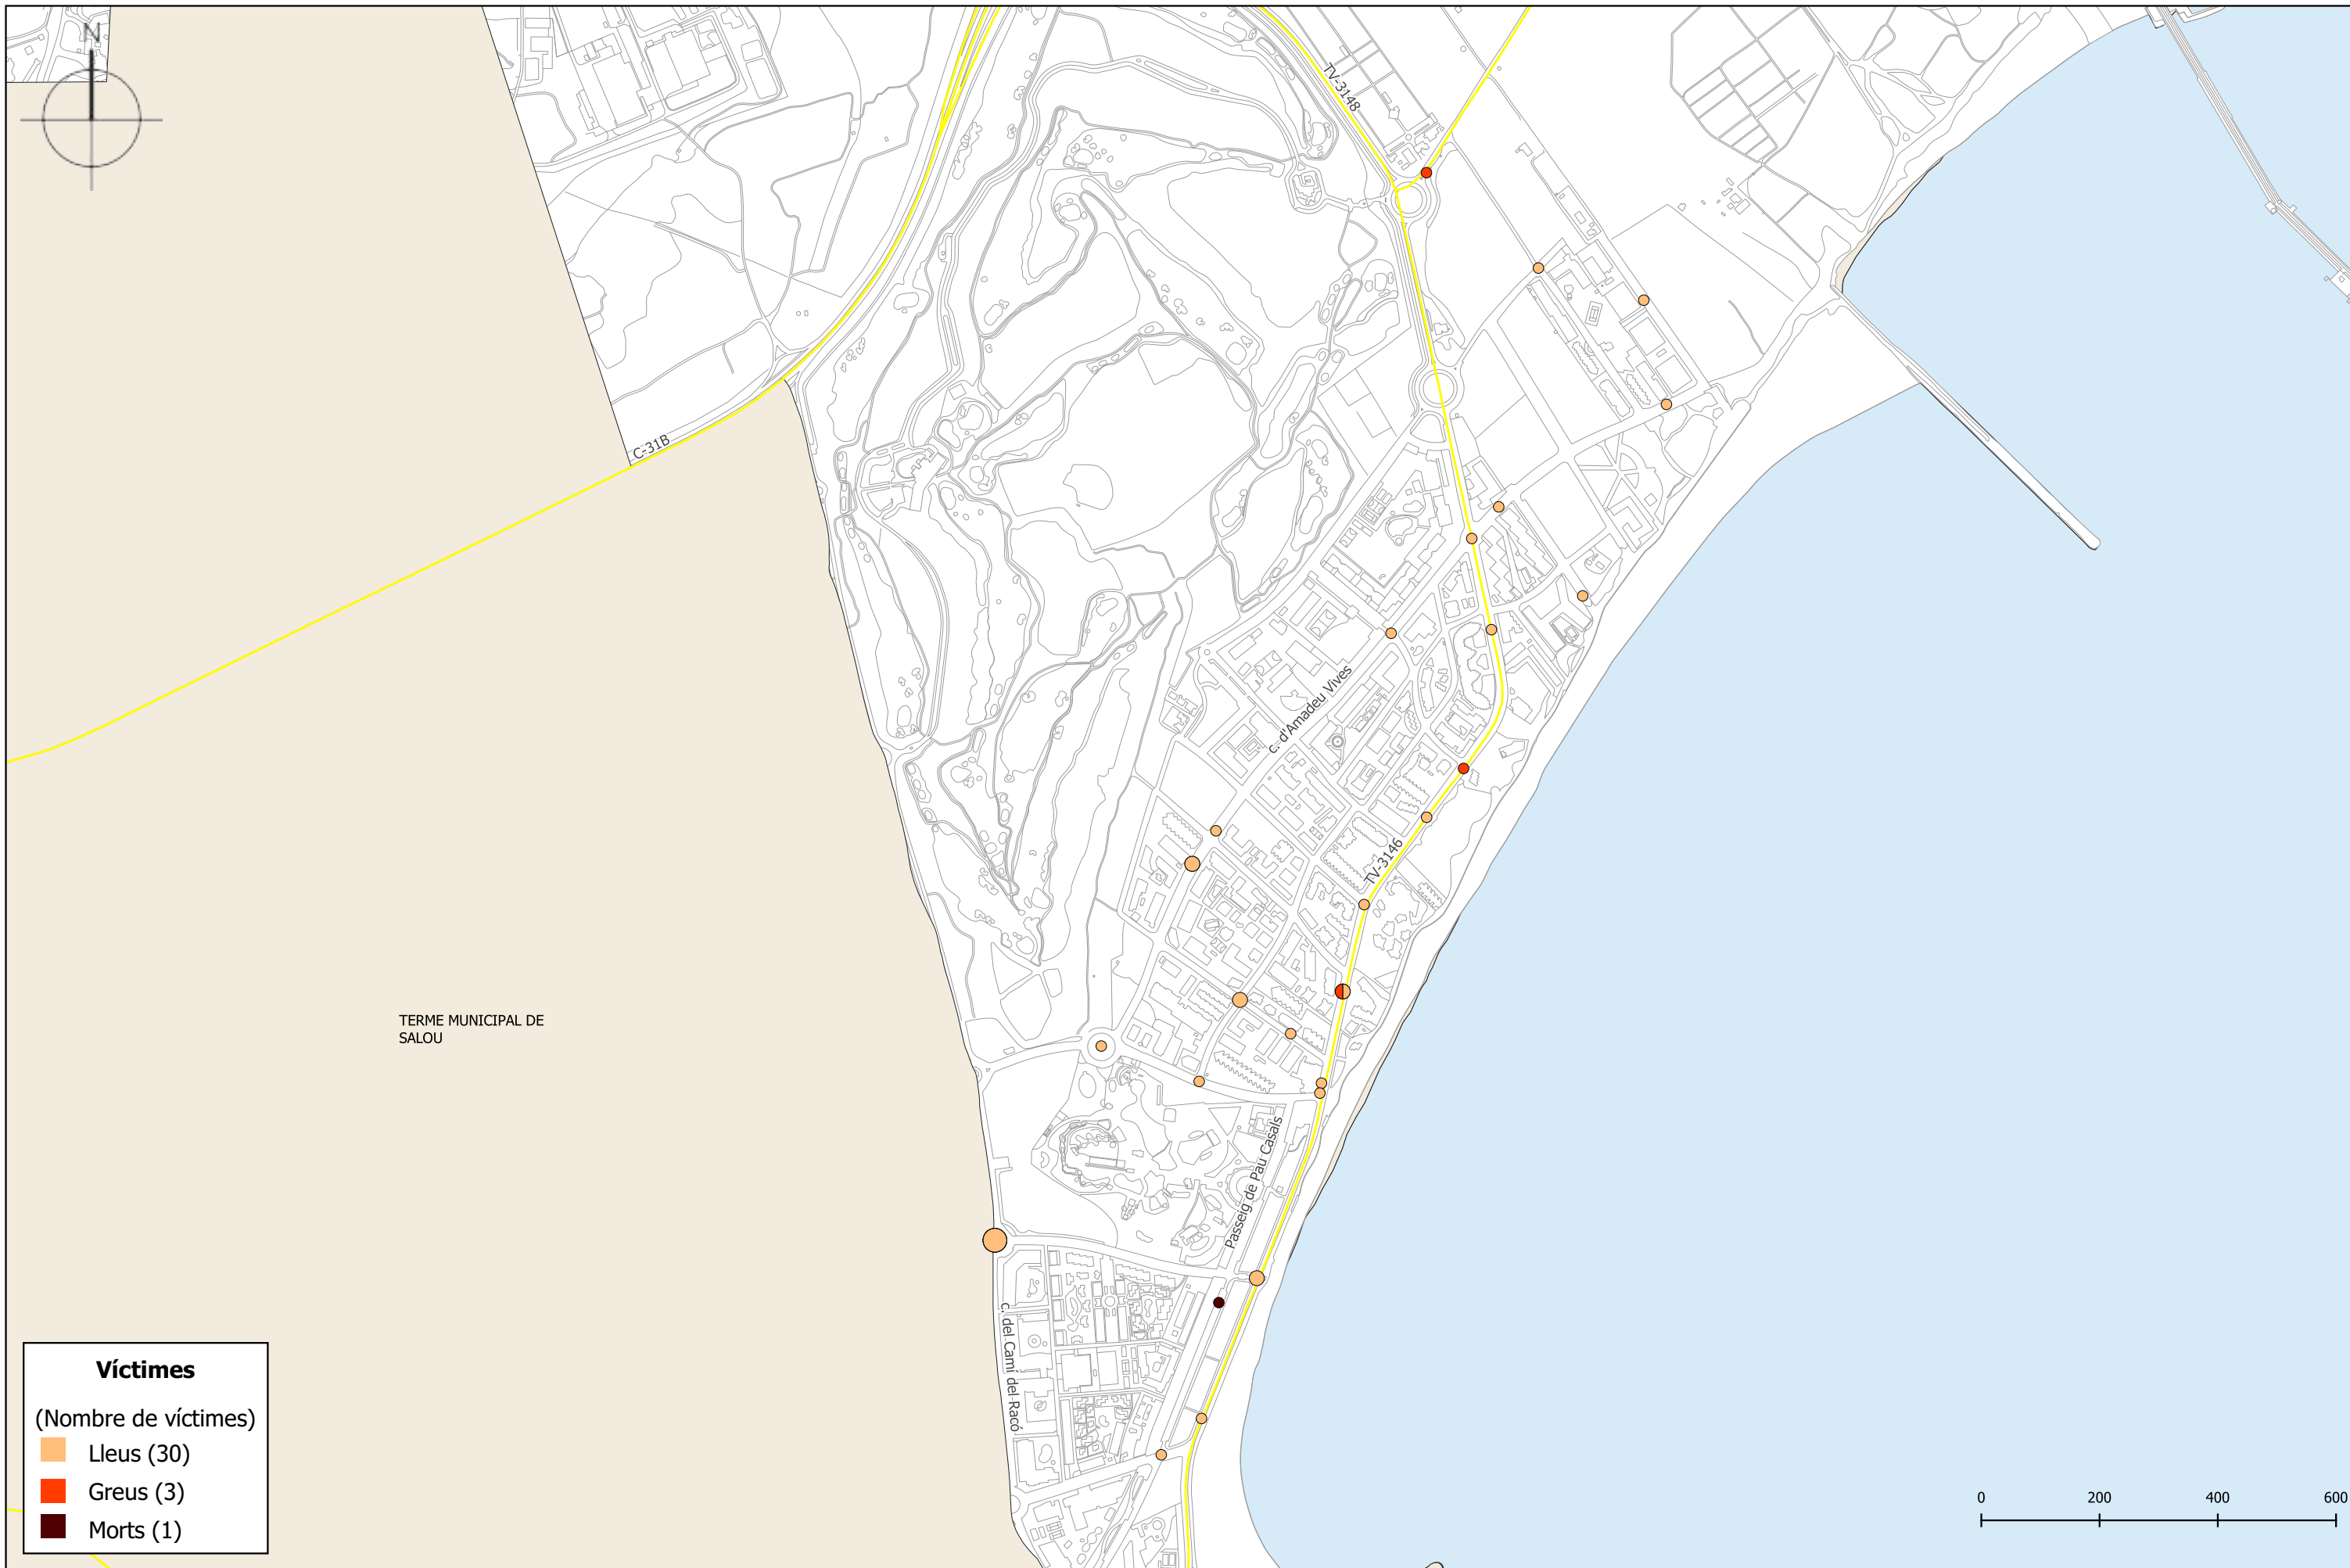 N
TV-3148
C-31B
c. d'Amadeu Vives
TV-3146
TERME MUNICIPAL DE
SALOU
Passeig de Pau Casals
c. del Camí del Racó
Víctimes
(Nombre de víctimes)
Lleus (30)
Greus (3)
Morts (1)
0 200 400 600